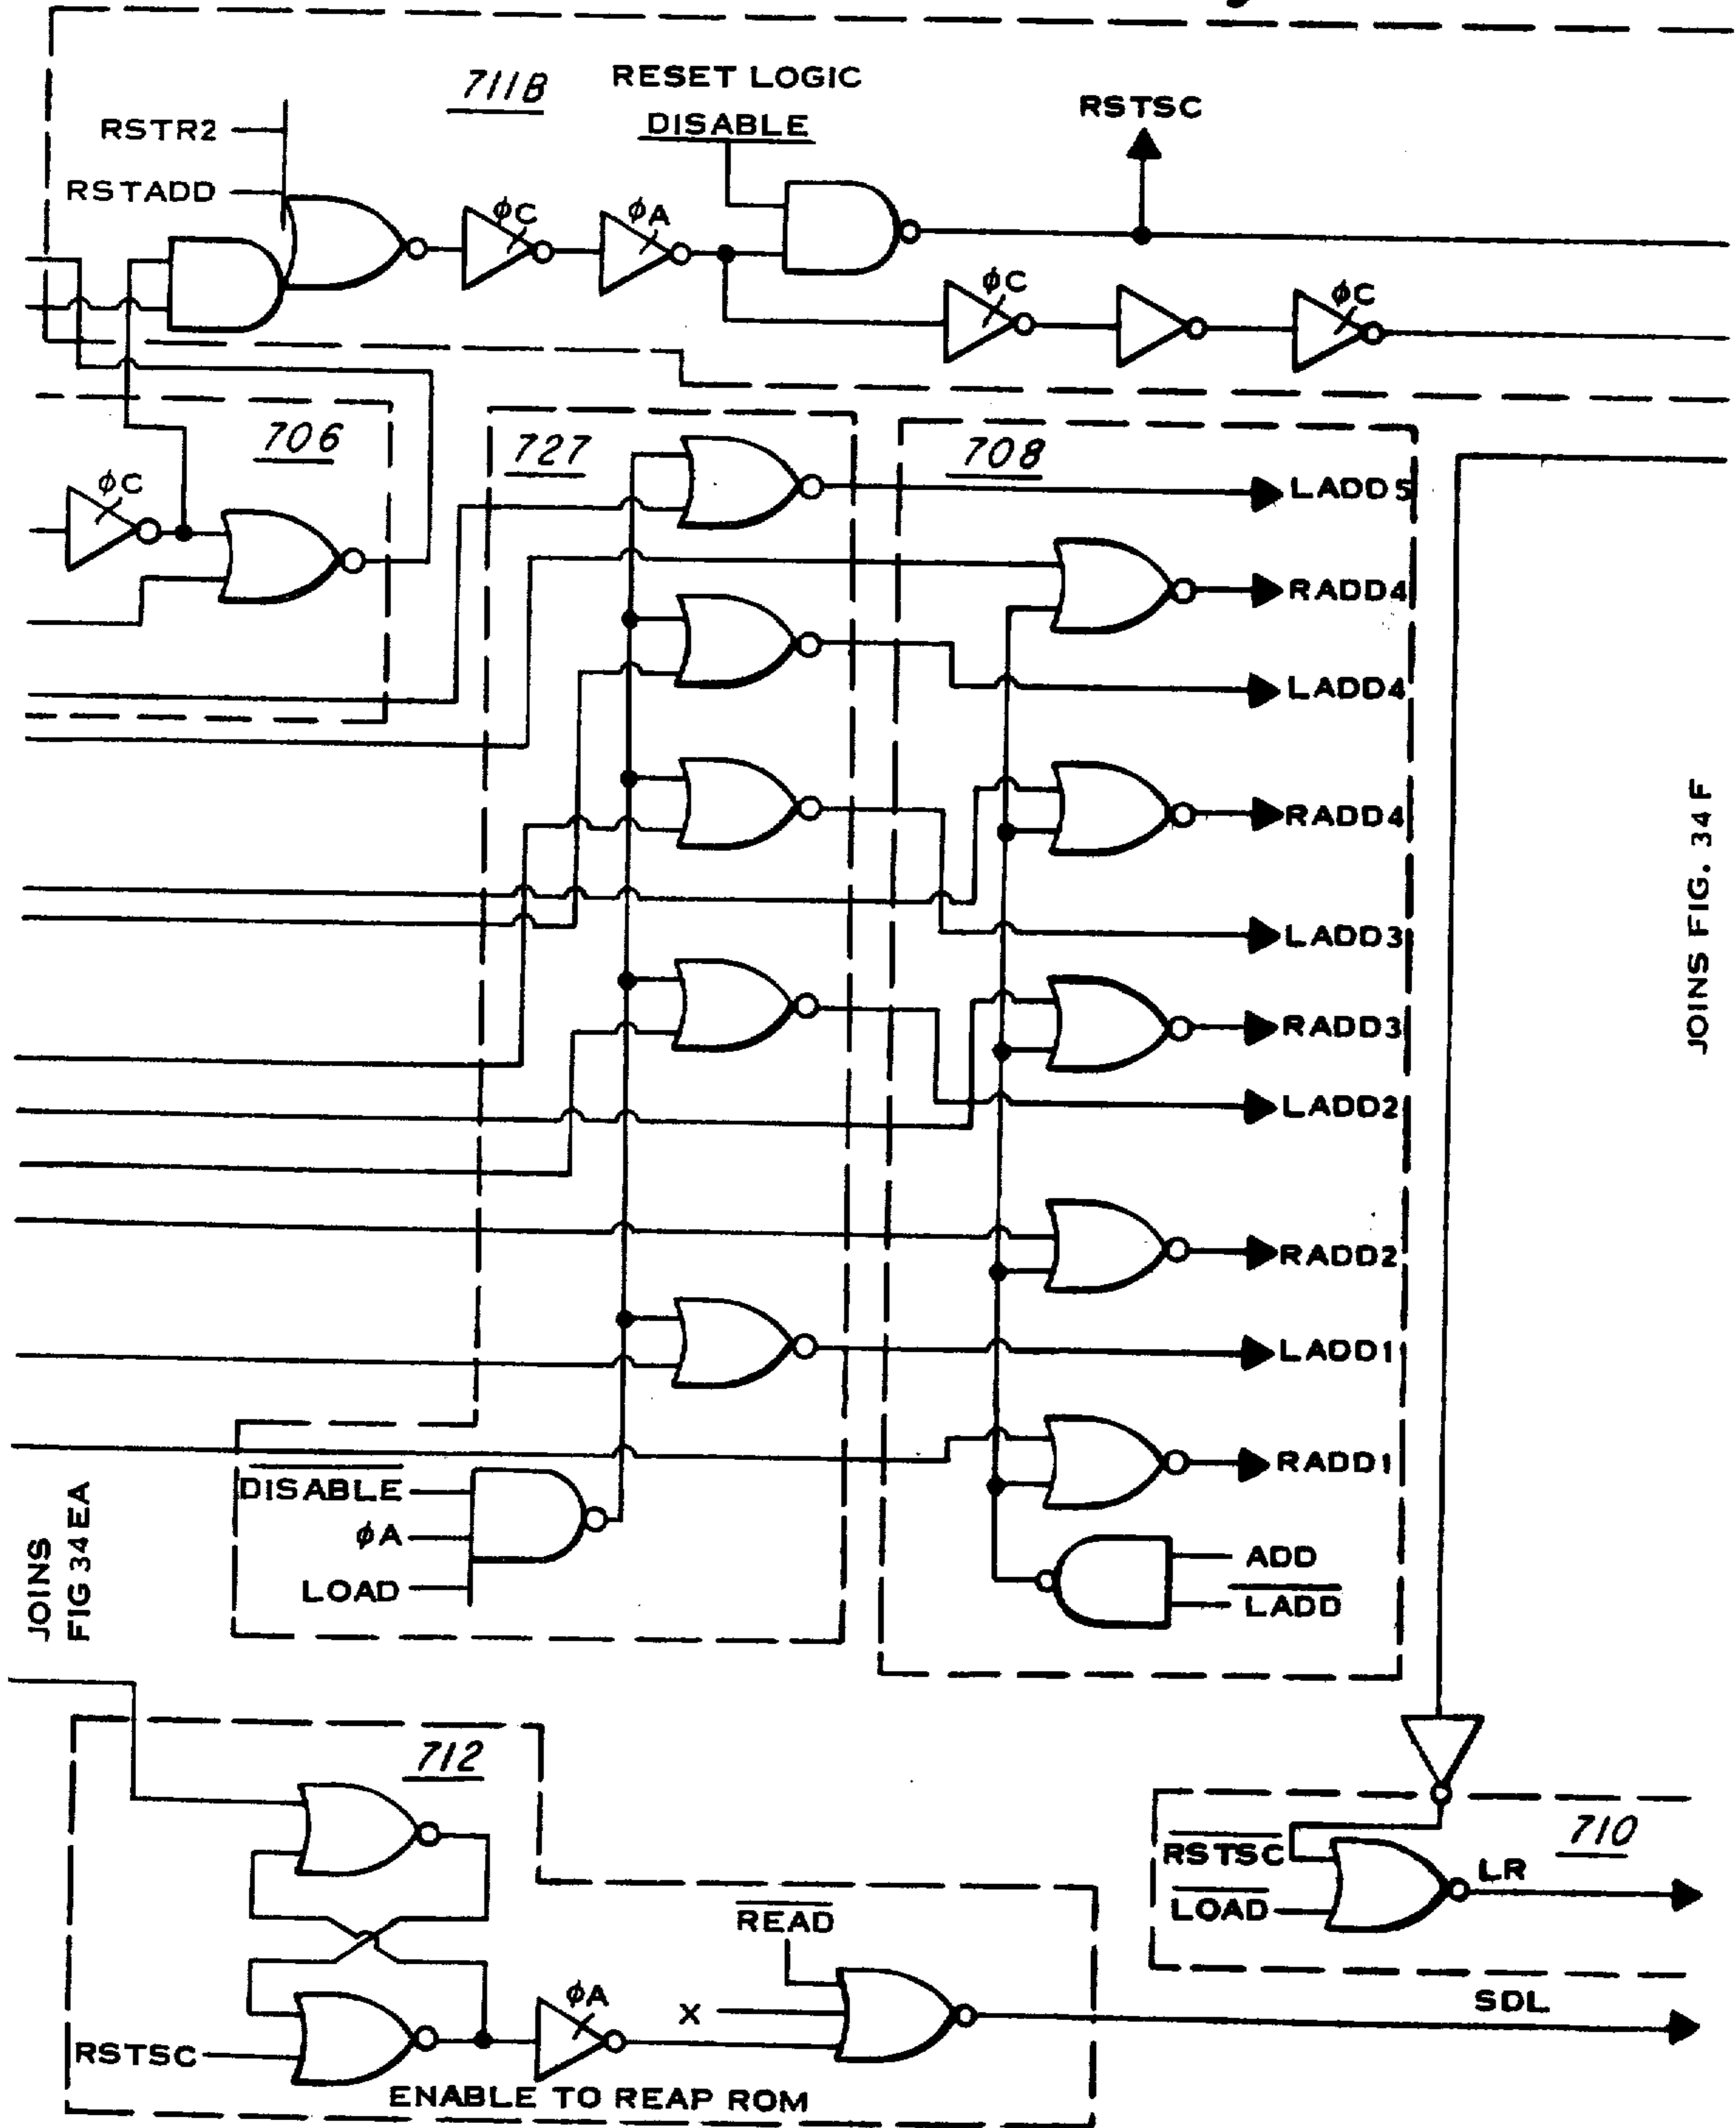 711B
RESET LOGIC
DISABLE
RSTSC
RSTR2
RSTADD
ϕC
ϕA
ϕC
ϕC
706
727
708
ϕC
LADD5
RADD4
LADD4
RADD4
LADD3
RADD3
LADD2
RADD2
LADD1
RADD1
JOINS FIG. 34F
DISABLE
ϕA
LOAD
ADD
LADD
JOINS
FIG 34EA
712
710
RSTSC
LR
LOAD
READ
ϕA
X
SDL
RSTSC
ENABLE TO REAP ROM